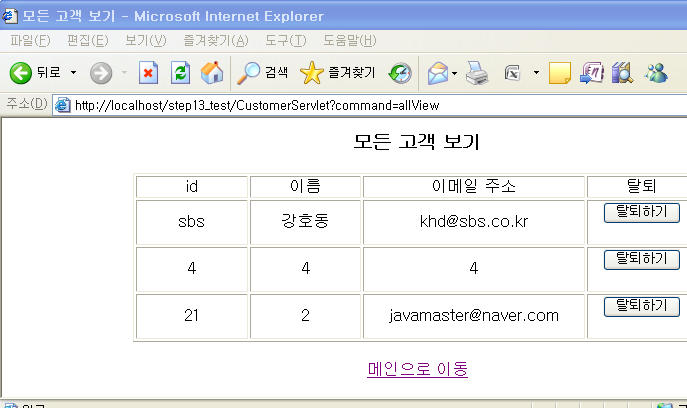 모든 고객 보기 - Microsoft Internet Explorer
파일(F) 편집(E) 보기(V) 즐겨찾기(A) 도구(T) 도움말(H)
뒤로 검색 즐겨찾기
주소(D) http://localhost/step13_test/CustomerServlet?command=allView
모든 고객 보기
id 이름 이메일 주소 탈퇴
sbs 강호동 khd@sbs.co.kr 탈퇴하기
4 4 4 탈퇴하기
21 2 javamaster@naver.com 탈퇴하기
메인으로 이동